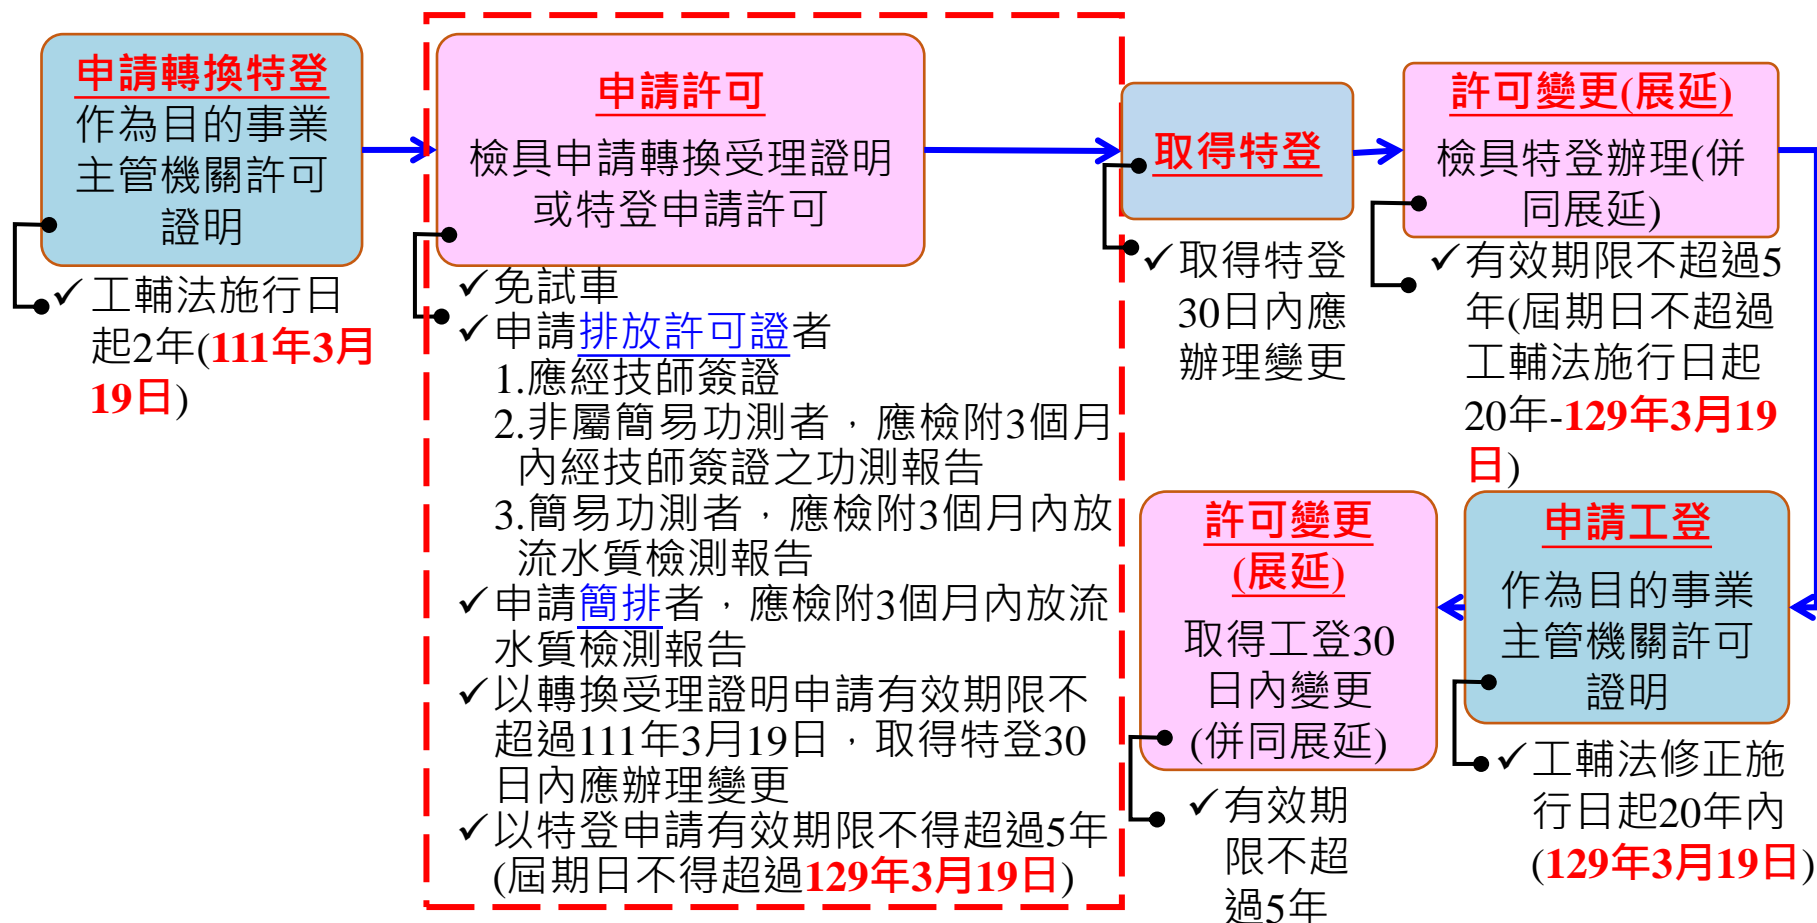 申請轉換特登
作為目的事業
主管機關許可
證明
✓工輔法施行日
起2年(111年3月
19日)
申請許可
檢具申請轉換受理證明
或特登申請許可
✓免試車
✓申請排放許可證者
1.應經技師簽證
2.非屬簡易功測者，應檢附3個月
內經技師簽證之功測報告
3.簡易功測者，應檢附3個月內放
流水質檢測報告
✓申請簡排者，應檢附3個月內放流
水質檢測報告
✓以轉換受理證明申請有效期限不
超過111年3月19日，取得特登30
日內應辦理變更
✓以特登申請有效期限不得超過5年
(屆期日不得超過129年3月19日)
取得特登
✓取得特登
30日內應
辦理變更
許可變更(展延)
檢具特登辦理(併
同展延)
✓有效期限不超過5
年(屆期日不超過
工輔法施行日起
20年-129年3月19
日)
申請工登
作為目的事業
主管機關許可
證明
✓工輔法修正施
行日起20年內
(129年3月19日)
許可變更
(展延)
取得工登30
日內變更
(併同展延)
✓有效期
限不超
過5年